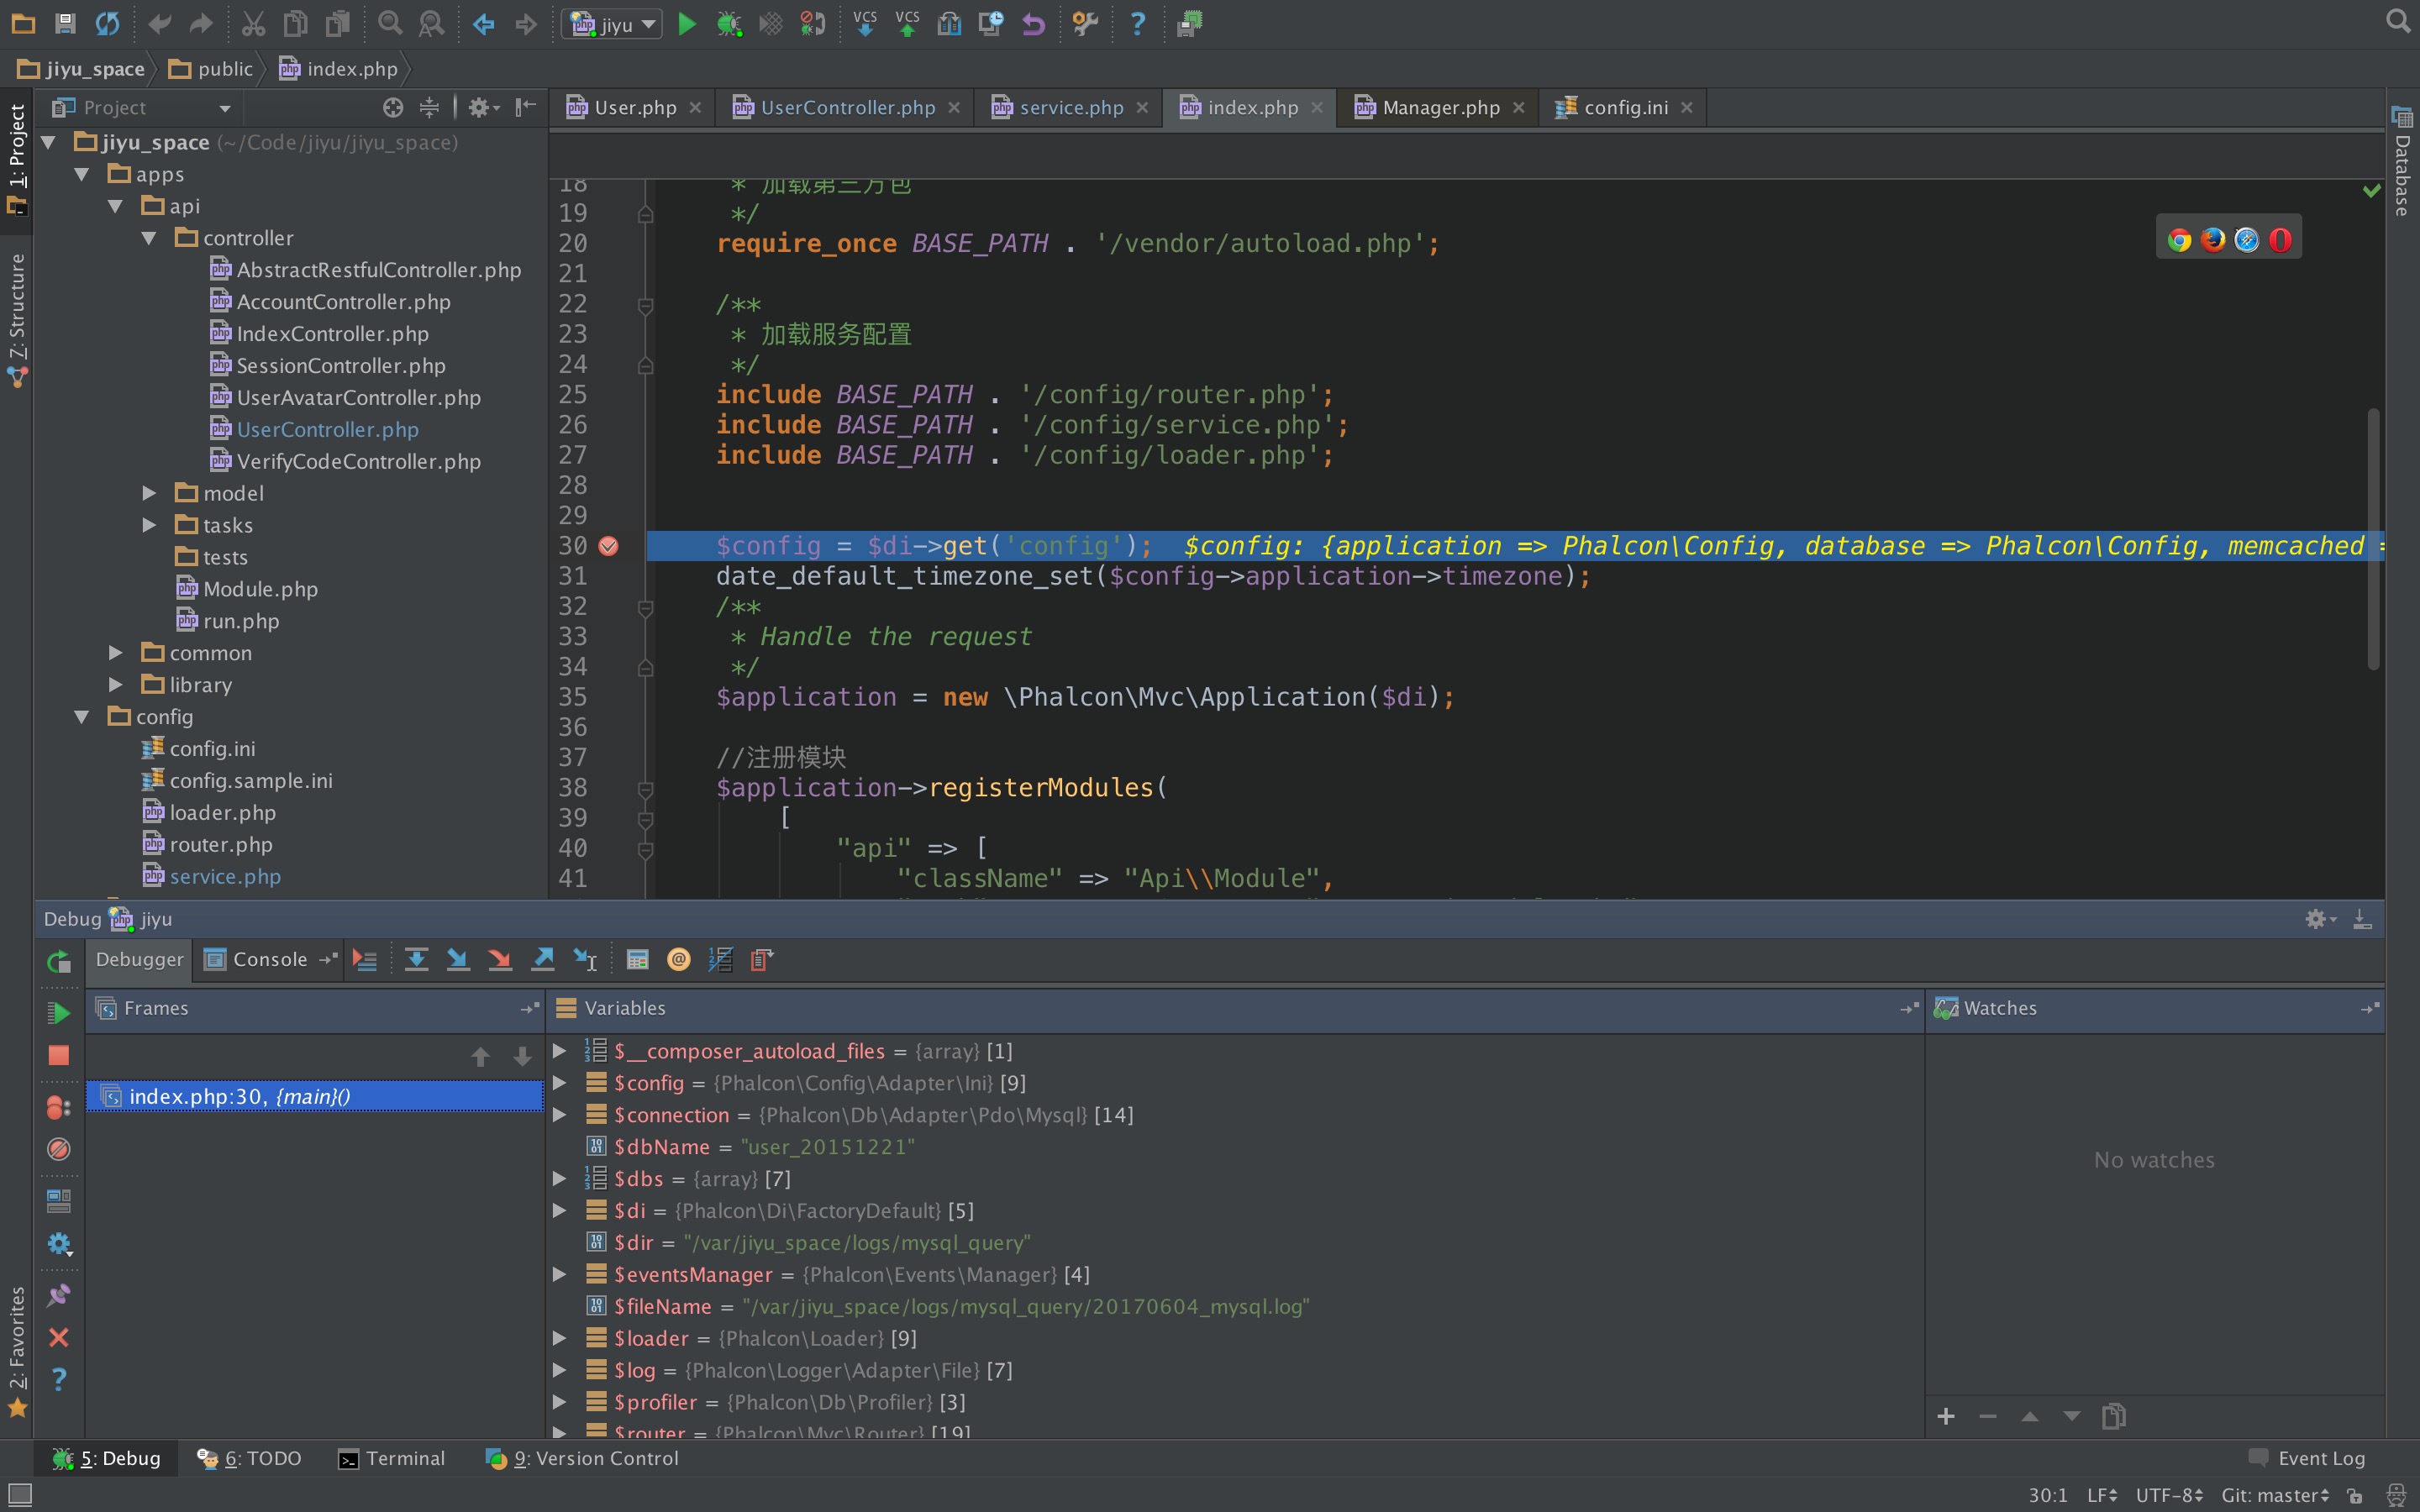 jiyu
VCS
VCS
jiyu_space
public
index.php
1: Project
7: Structure
2: Favorites
Database
Project
jiyu_space (~/Code/jiyu/jiyu_space)
apps
api
controller
AbstractRestfulController.php
AccountController.php
IndexController.php
SessionController.php
UserAvatarController.php
UserController.php
VerifyCodeController.php
model
tasks
tests
Module.php
run.php
common
library
config
config.ini
config.sample.ini
loader.php
router.php
service.php
User.php
UserController.php
service.php
index.php
Manager.php
config.ini
18 * 加载第三方包
19 */
20 require_once BASE_PATH . '/vendor/autoload.php';
21
22 /**
23 * 加载服务配置
24 */
25 include BASE_PATH . '/config/router.php';
26 include BASE_PATH . '/config/service.php';
27 include BASE_PATH . '/config/loader.php';
28
29
30 $config = $di->get('config'); $config: {application => Phalcon\Config, database => Phalcon\Config, memcached =
31 date_default_timezone_set($config->application->timezone);
32 /**
33 * Handle the request
34 */
35 $application = new \Phalcon\Mvc\Application($di);
36
37 //注册模块
38 $application->registerModules(
39 [
40 "api" => [
41 "className" => "Api\\Module",
Debug jiyu
Debugger
Console
Frames
index.php:30, {main}()
Variables
$__composer_autoload_files = {array} [1]
$config = {Phalcon\Config\Adapter\Ini} [9]
$connection = {Phalcon\Db\Adapter\Pdo\Mysql} [14]
$dbName = "user_20151221"
$dbs = {array} [7]
$di = {Phalcon\Di\FactoryDefault} [5]
$dir = "/var/jiyu_space/logs/mysql_query"
$eventsManager = {Phalcon\Events\Manager} [4]
$fileName = "/var/jiyu_space/logs/mysql_query/20170604_mysql.log"
$loader = {Phalcon\Loader} [9]
$log = {Phalcon\Logger\Adapter\File} [7]
$profiler = {Phalcon\Db\Profiler} [3]
$router = {Phalcon\Mvc\Router} [19]
Watches
No watches
5: Debug
6: TODO
Terminal
9: Version Control
Event Log
30:1
LF
UTF-8
Git: master